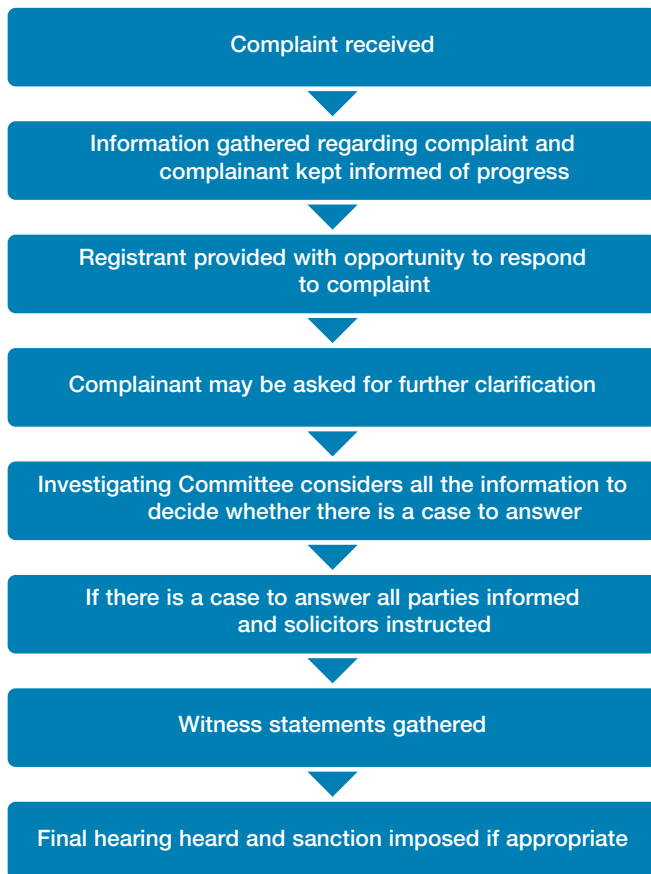 Complaint received
Information gathered regarding complaint and
complainant kept informed of progress
Registrant provided with opportunity to respond
to complaint
Complainant may be asked for further clarification
Investigating Committee considers all the information to
decide whether there is a case to answer
If there is a case to answer all parties informed
and solicitors instructed
Witness statements gathered
Final hearing heard and sanction imposed if appropriate